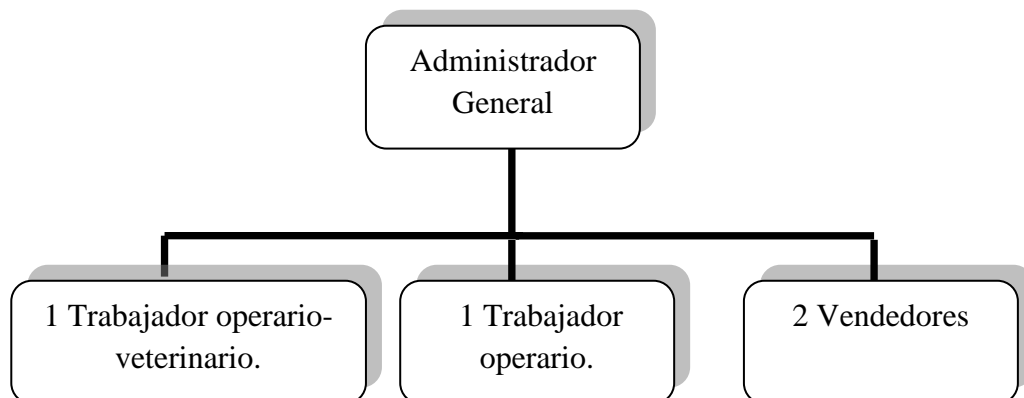 Administrador
General
1 Trabajador operario-
veterinario.
1 Trabajador
operario.
2 Vendedores